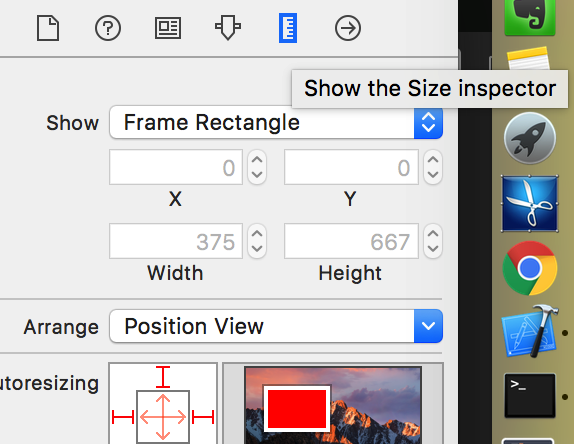 Show the Size inspector
Show Frame Rectangle
0 0
X Y
375 667
Width Height
Arrange Position View
utoresizing
>_